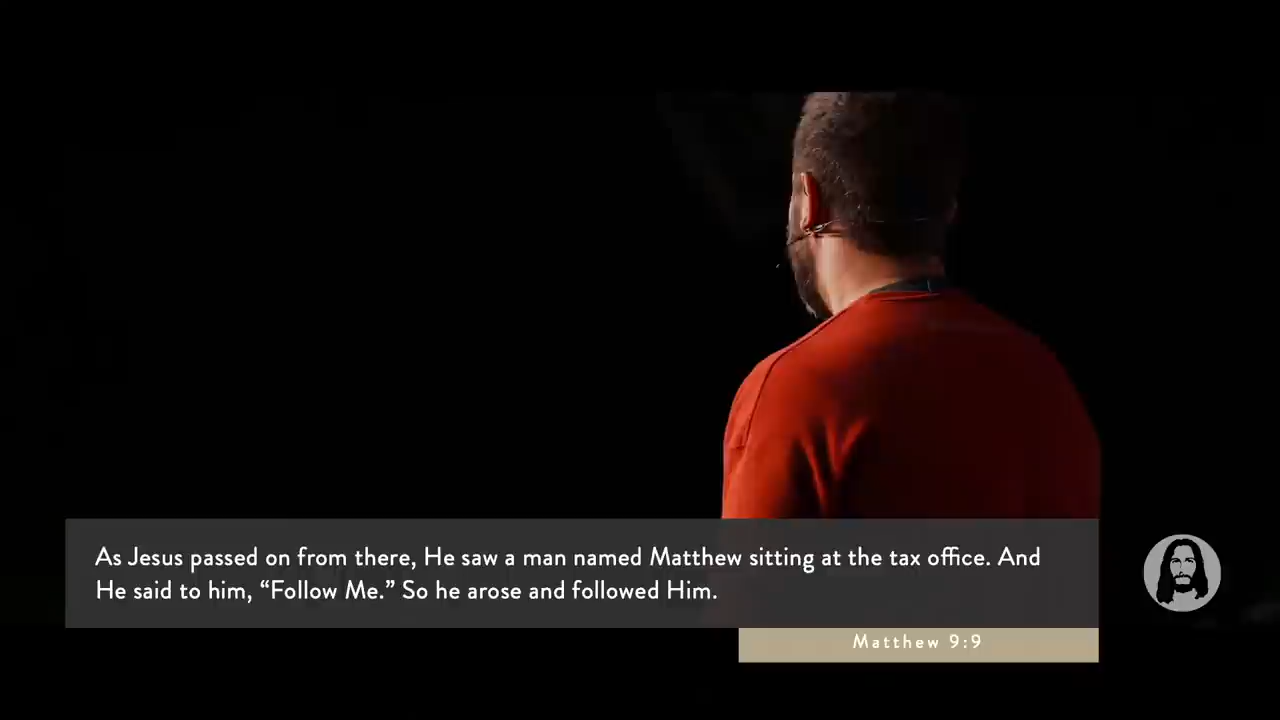 As Jesus passed on from there, He saw a man named Matthew sitting at the tax office. And
He said to him, “Follow Me.” So he arose and followed Him.
Matthew 9:9